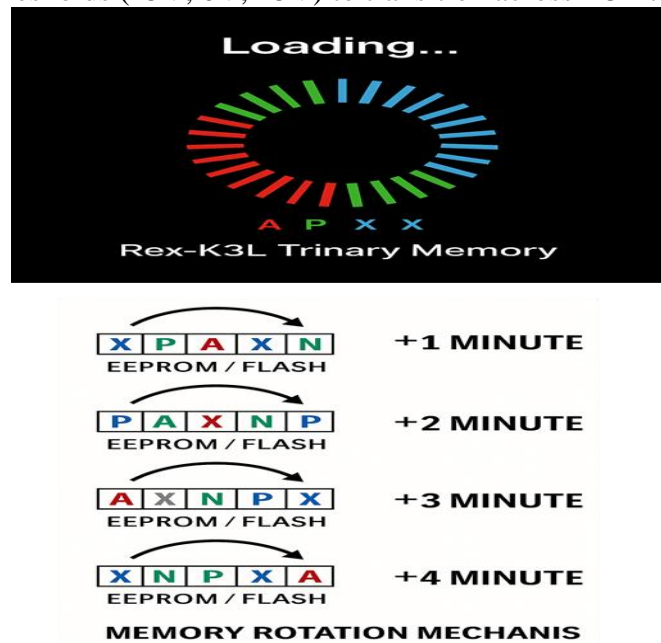 Loading...
A P X X
Rex-K3L Trinary Memory
X P A X N +1 MINUTE
EEPROM / FLASH
P A X N P +2 MINUTE
EEPROM / FLASH
A X N P X +3 MINUTE
EEPROM / FLASH
X N P X A +4 MINUTE
EEPROM / FLASH
MEMORY ROTATION MECHANIS